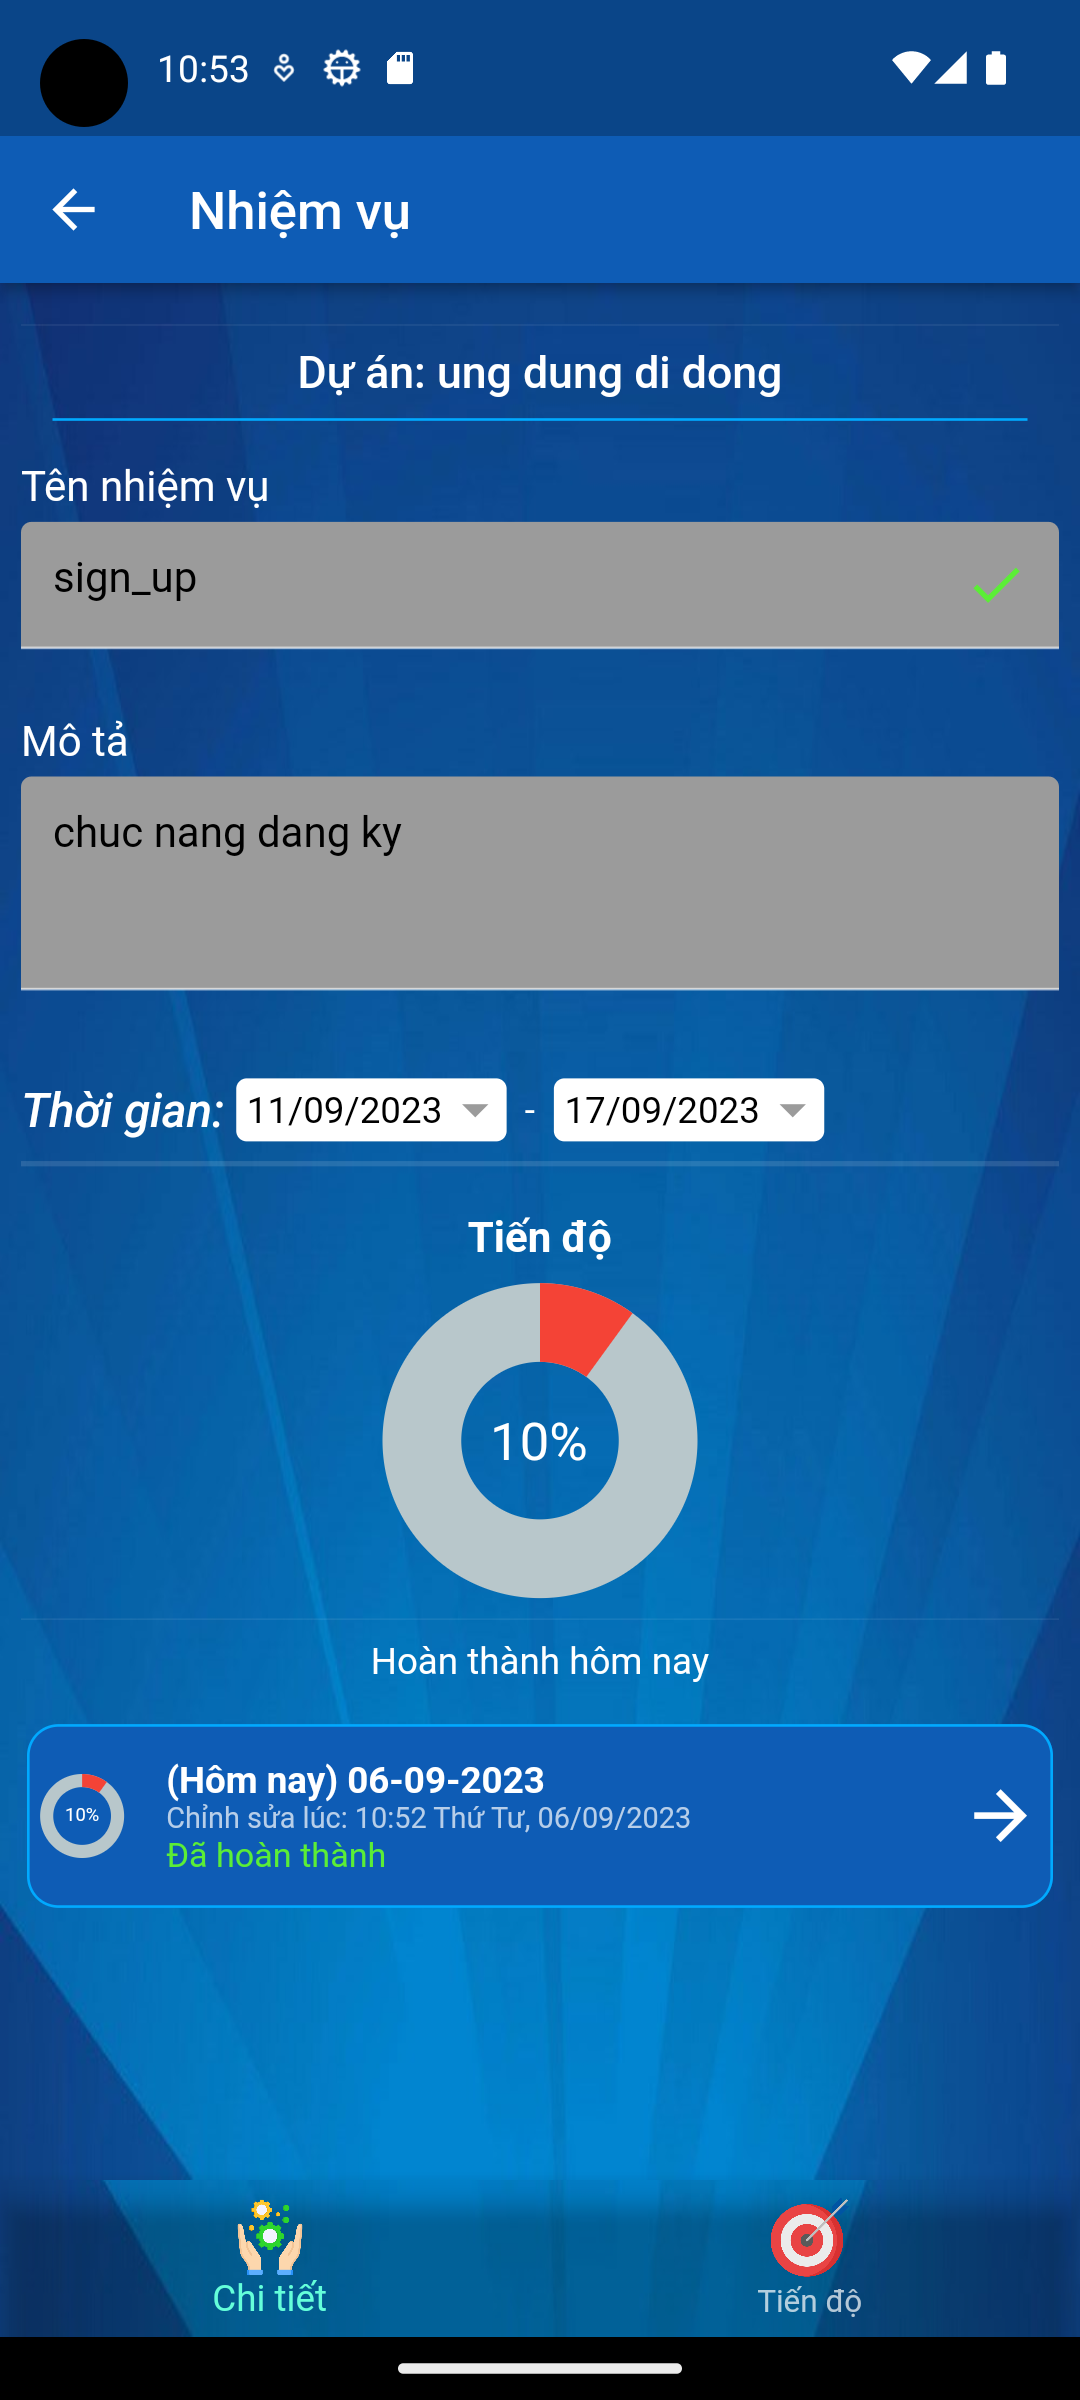 10:53
Nhiệm vụ
Dự án: ung dung di dong
Tên nhiệm vụ
sign_up
Mô tả
chuc nang dang ky
Thời gian: 11/09/2023 - 17/09/2023
Tiến độ
10%
Hoàn thành hôm nay
(Hôm nay) 06-09-2023
10%
Chỉnh sửa lúc: 10:52 Thứ Tư, 06/09/2023
Đã hoàn thành
Chi tiết
Tiến độ